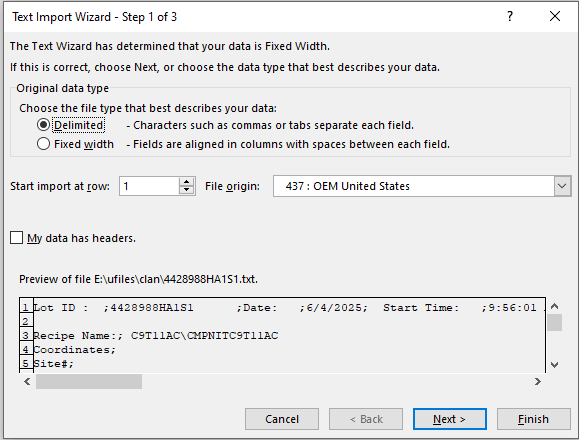 Text Import Wizard - Step 1 of 3 ? ×
The Text Wizard has determined that your data is Fixed Width.
If this is correct, choose Next, or choose the data type that best describes your data.
Original data type
Choose the file type that best describes your data:
Delimited - Characters such as commas or tabs separate each field.
Fixed width - Fields are aligned in columns with spaces between each field.
Start import at row: 1 File origin: 437 : OEM United States
My data has headers.
Preview of file E:\ufiles\clan\4428988HA1S1.txt.
1 Lot ID : ;4428988HA1S1 ;Date: ;6/4/2025; Start Time: ;9:56:01
2
3 Recipe Name:; C9T11AC\CMPNITC9T11AC
4 Coordinates;
5 Site#;
Cancel < Back Next > Finish